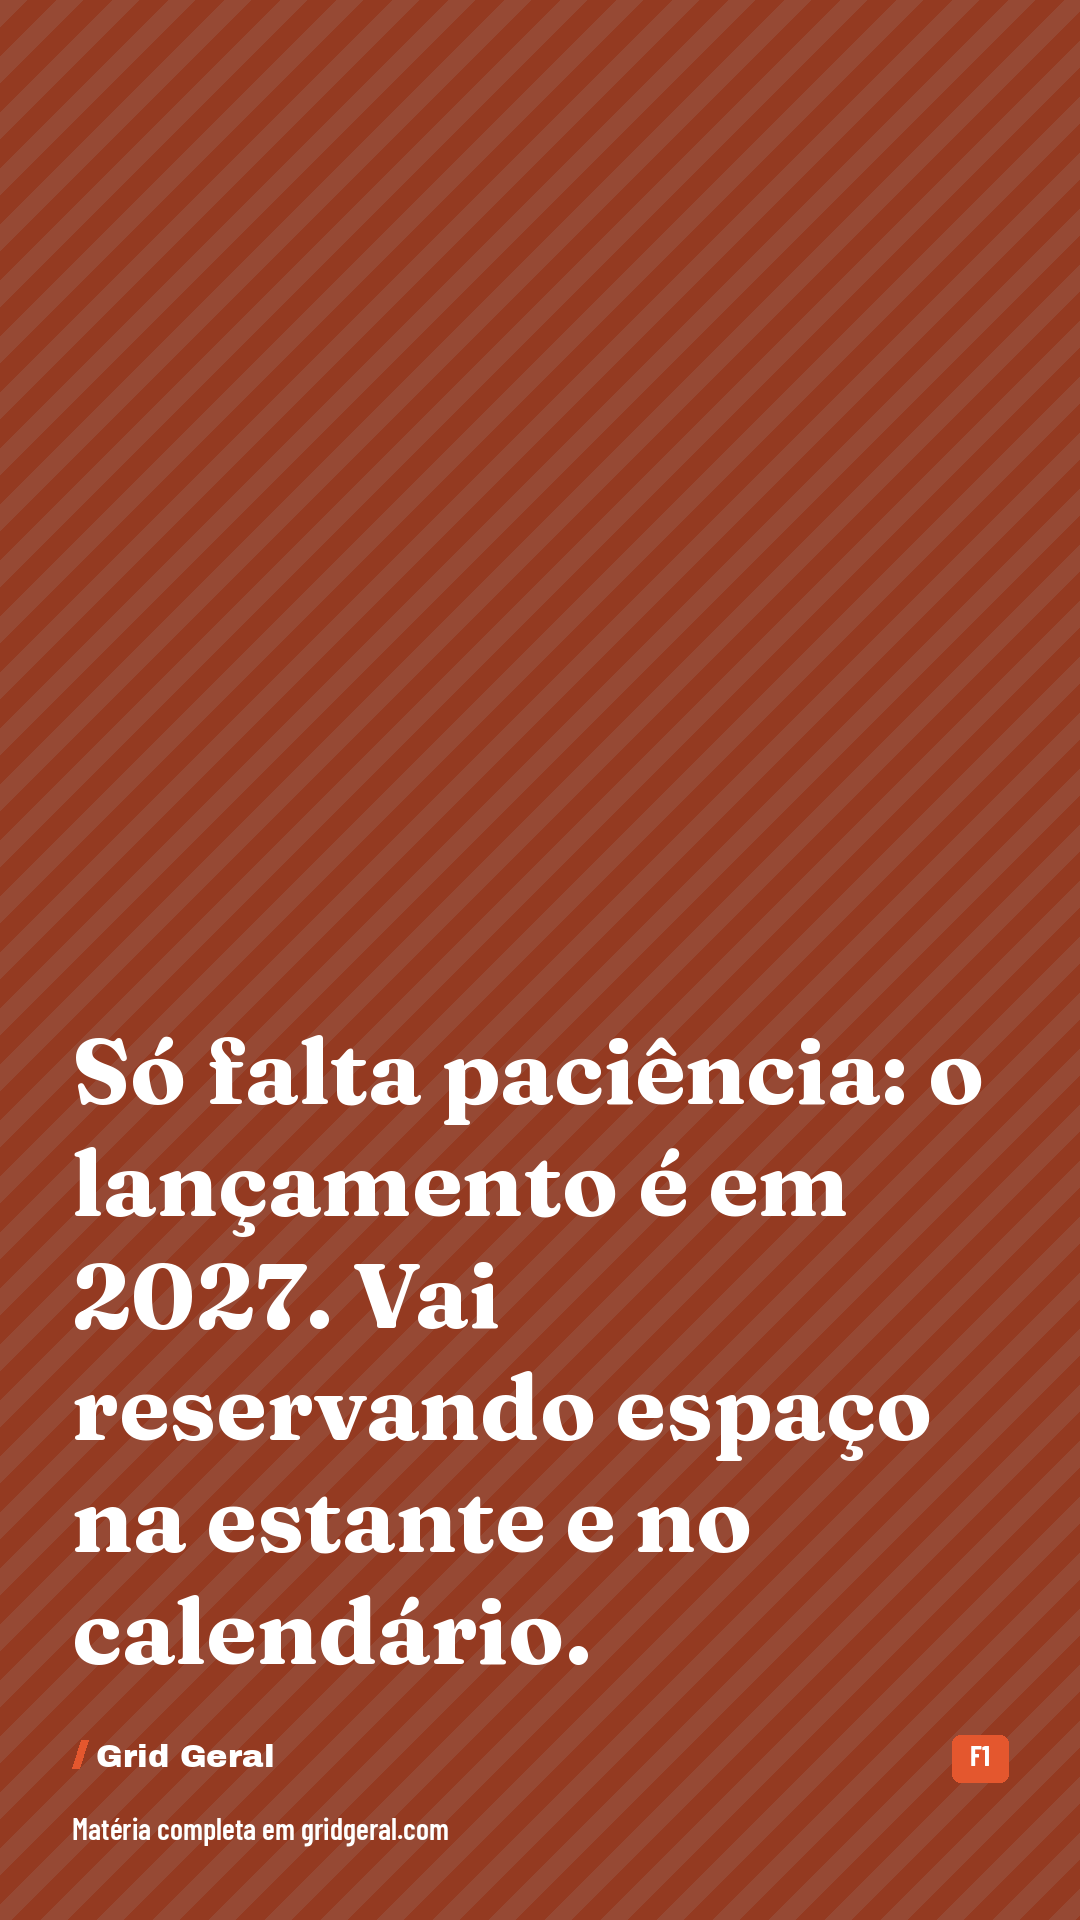 Só falta paciência: o
lançamento é em
2027. Vai
reservando espaço
na estante e no
calendário.
/ Grid Geral
F1
Matéria completa em gridgeral.com